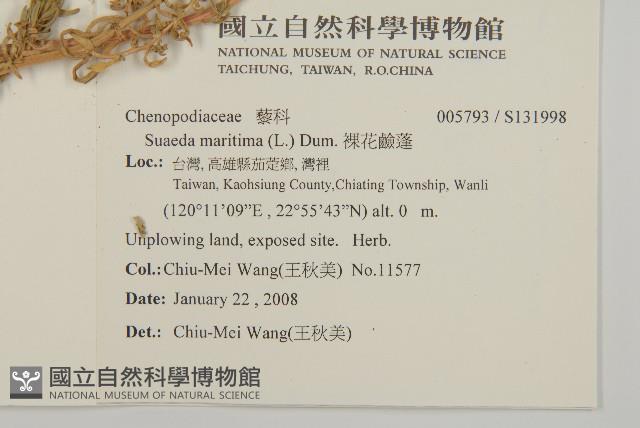 國立自然科學博物館
NATIONAL MUSEUM OF NATURAL SCIENCE
TAICHUNG, TAIWAN, R.O.CHINA
Chenopodiaceae 藜科 005793 / S131998
Suaeda maritima (L.) Dum. 裸花鹼蓬
Loc.: 台灣, 高雄縣茄萣鄉, 灣裡
Taiwan, Kaohsiung County,Chiating Township, Wanli
(120°11’09”E , 22°55’43”N) alt. 0 m.
Unplowing land, exposed site. Herb.
Col.:Chiu-Mei Wang(王秋美) No.11577
Date: January 22 , 2008
Det.: Chiu-Mei Wang(王秋美)
國立自然科學博物館
NATIONAL MUSEUM OF NATURAL SCIENCE